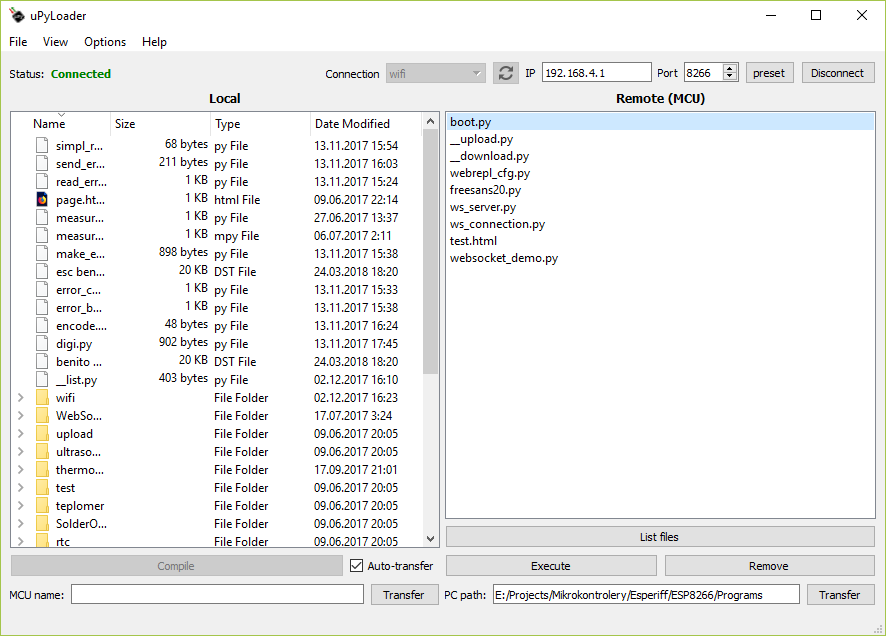 uPyLoader
File View Options Help
Status: Connected Connection wifi IP 192.168.4.1 Port 8266 preset Disconnect
Local
Name Size Type Date Modified
simpl_r... 68 bytes py File 13.11.2017 15:54
send_er... 211 bytes py File 13.11.2017 16:03
read_err... 1 KB py File 13.11.2017 15:24
page.ht... 1 KB html File 09.06.2017 22:14
measur... 1 KB py File 27.06.2017 13:37
measur... 1 KB mpy File 06.07.2017 2:11
make_e... 898 bytes py File 13.11.2017 15:38
esc ben... 20 KB DST File 24.03.2018 18:20
error_c... 1 KB py File 13.11.2017 15:33
error_b... 1 KB py File 13.11.2017 15:38
encode.... 48 bytes py File 13.11.2017 16:24
digi.py 902 bytes py File 13.11.2017 17:45
benito ... 20 KB DST File 24.03.2018 18:20
__list.py 403 bytes py File 02.12.2017 16:10
wifi File Folder 02.12.2017 16:23
WebSo... File Folder 17.07.2017 3:24
upload File Folder 09.06.2017 20:05
ultraso... File Folder 09.06.2017 20:05
thermo... File Folder 17.09.2017 21:01
test File Folder 09.06.2017 20:05
teplomer File Folder 09.06.2017 20:05
SolderO... File Folder 09.06.2017 20:05
rtc File Folder 09.06.2017 20:05
Compile Auto-transfer
MCU name: Transfer
Remote (MCU)
boot.py
__upload.py
__download.py
webrepl_cfg.py
freesans20.py
ws_server.py
ws_connection.py
test.html
websocket_demo.py
List files
Execute Remove
PC path: E:/Projects/Mikrokontrolery/Esperiff/ESP8266/Programs Transfer